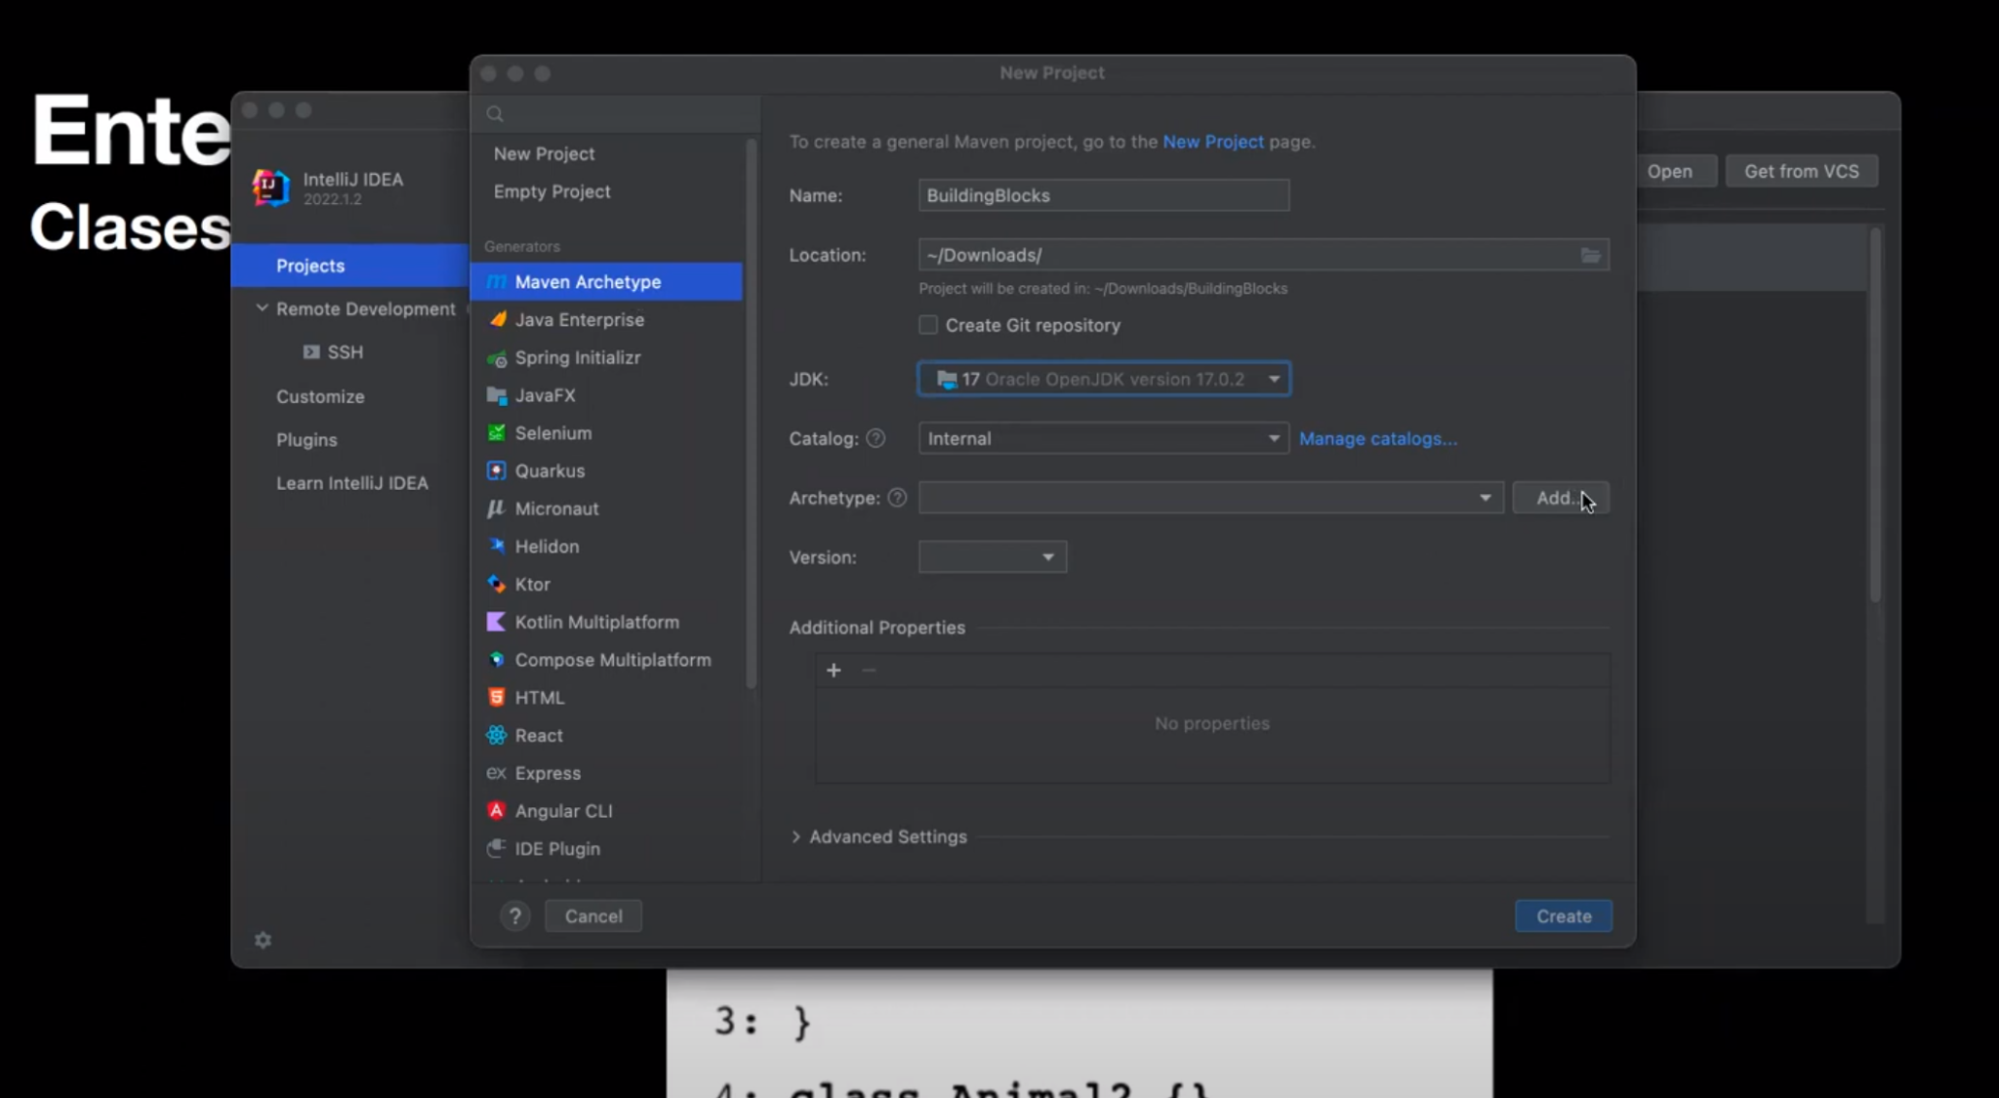 Ente
Clases
IntelliJ IDEA
2022.1.2
Projects
Remote Development
SSH
Customize
Plugins
Learn IntelliJ IDEA
New Project
New Project
Empty Project
Generators
Maven Archetype
Java Enterprise
Spring Initializr
JavaFX
Selenium
Quarkus
Micronaut
Helidon
Ktor
Kotlin Multiplatform
Compose Multiplatform
HTML
React
Express
Angular CLI
IDE Plugin
To create a general Maven project, go to the New Project page.
Name: BuildingBlocks
Location: ~/Downloads/
Project will be created in: ~/Downloads/BuildingBlocks
Create Git repository
JDK: 17 Oracle OpenJDK version 17.0.2
Catalog: ? Internal Manage catalogs...
Archetype: ? Add...
Version:
Additional Properties
+ −
No properties
Advanced Settings
? Cancel Create
Open Get from VCS
3: }
4: class Animal2 {}